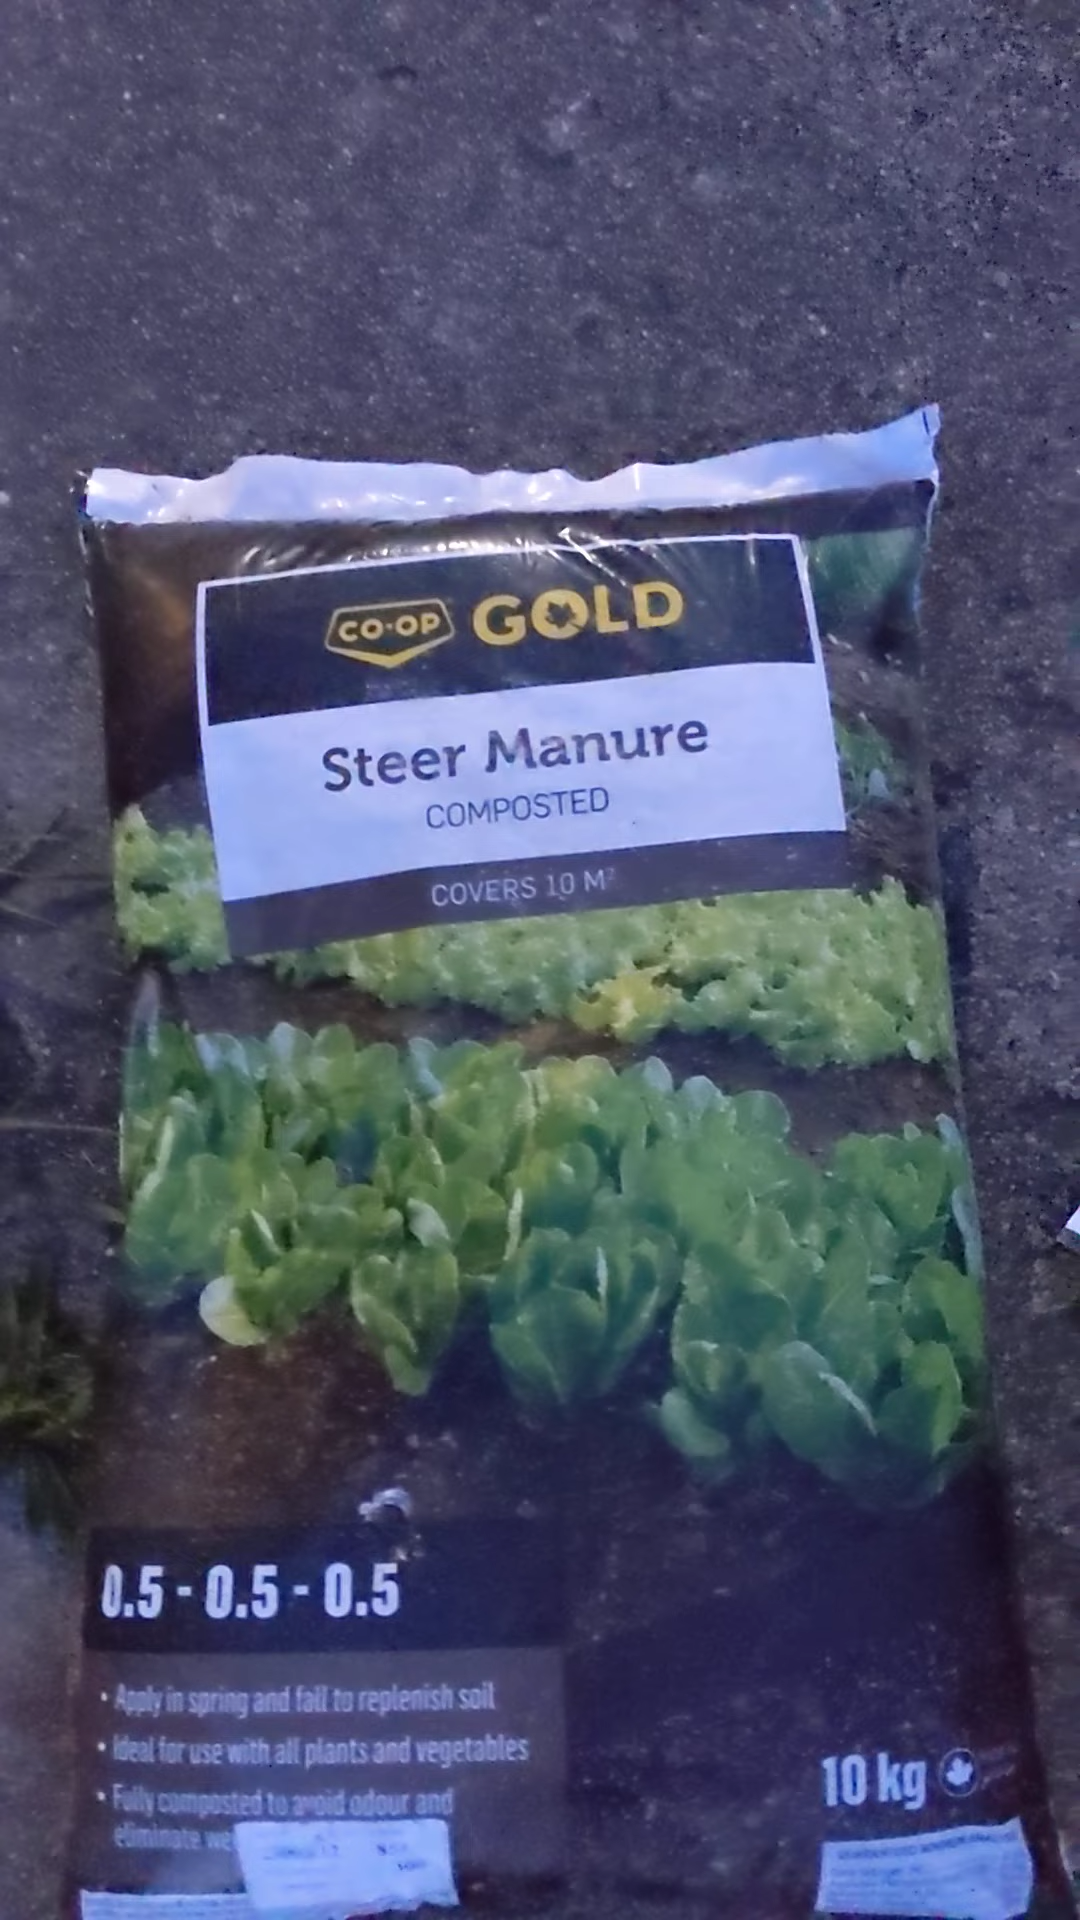 CO-OP GOLD
Steer Manure
COMPOSTED
COVERS 10 M²
0.5 - 0.5 - 0.5
• Apply in spring and fall to replenish soil
• Ideal for use with all plants and vegetables
• Fully composted to avoid odour and
eliminate
10 kg